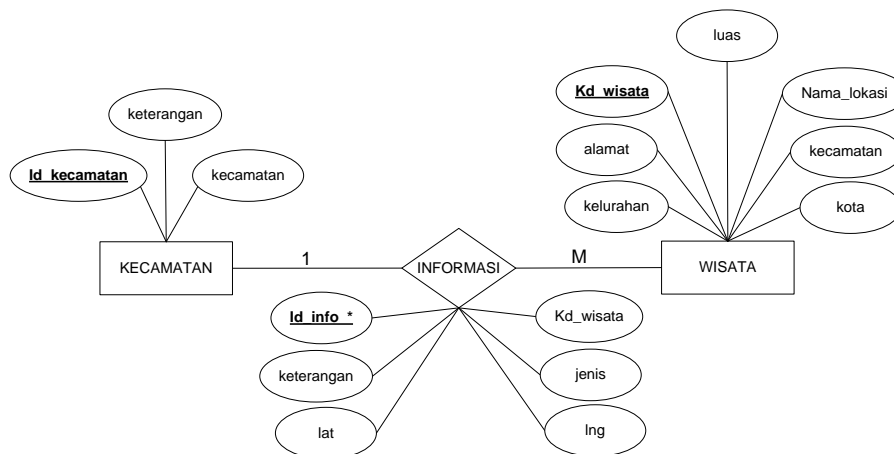 luas
Kd_wisata
Nama_lokasi
keterangan
alamat
kecamatan
Id_kecamatan
kecamatan
kelurahan
kota
KECAMATAN
1
INFORMASI
M
WISATA
Id_info_*
Kd_wisata
keterangan
jenis
lat
lng